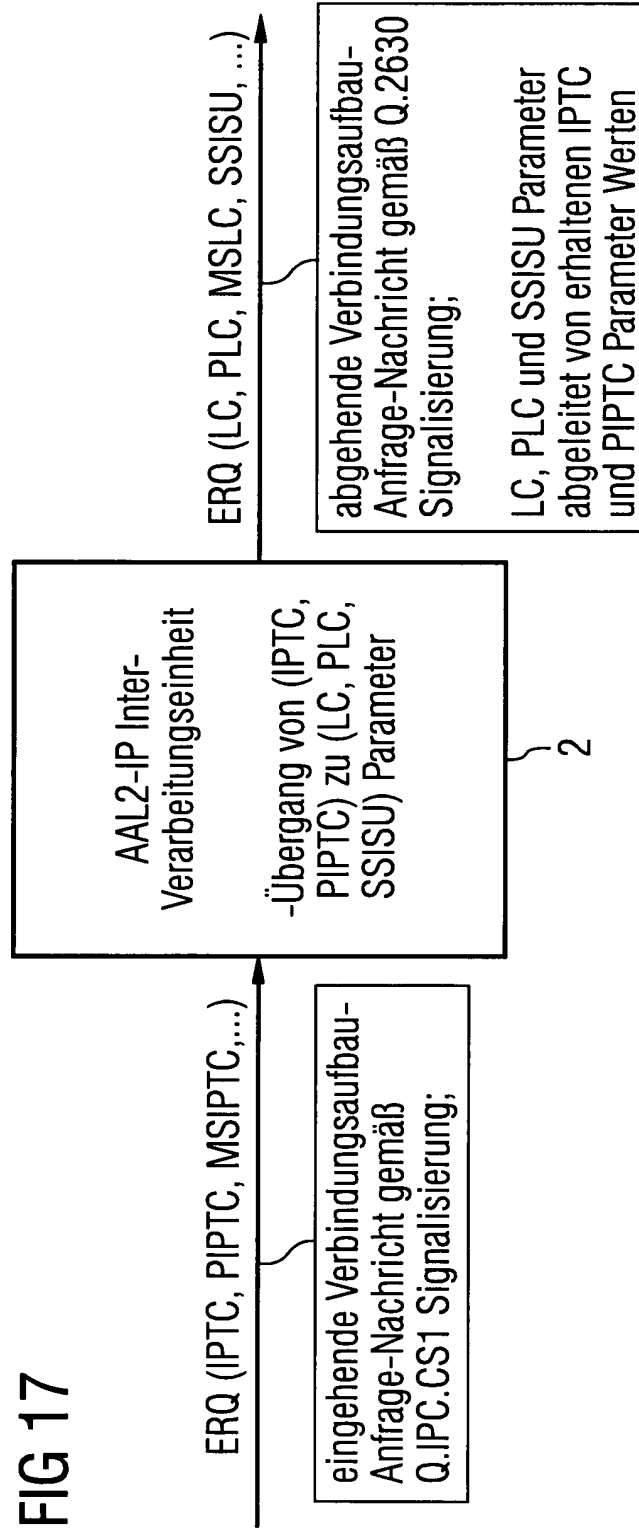 FIG 17
ERQ (IPTC, PIPTC, MSIPTC,...)
eingehende Verbindungsaufbau-
Anfrage-Nachricht gemäß
Q.IPC.CS1 Signalisierung;
AAL2-IP Inter-
Verarbeitungseinheit
-Übergang von (IPTC,
PIPTC) zu (LC, PLC,
SSISU) Parameter
2
ERQ (LC, PLC, MSLC, SSISU, ...)
abgehende Verbindungsaufbau-
Anfrage-Nachricht gemäß Q.2630
Signalisierung;
LC, PLC und SSISU Parameter
abgeleitet von erhaltenen IPTC
und PIPTC Parameter Werten